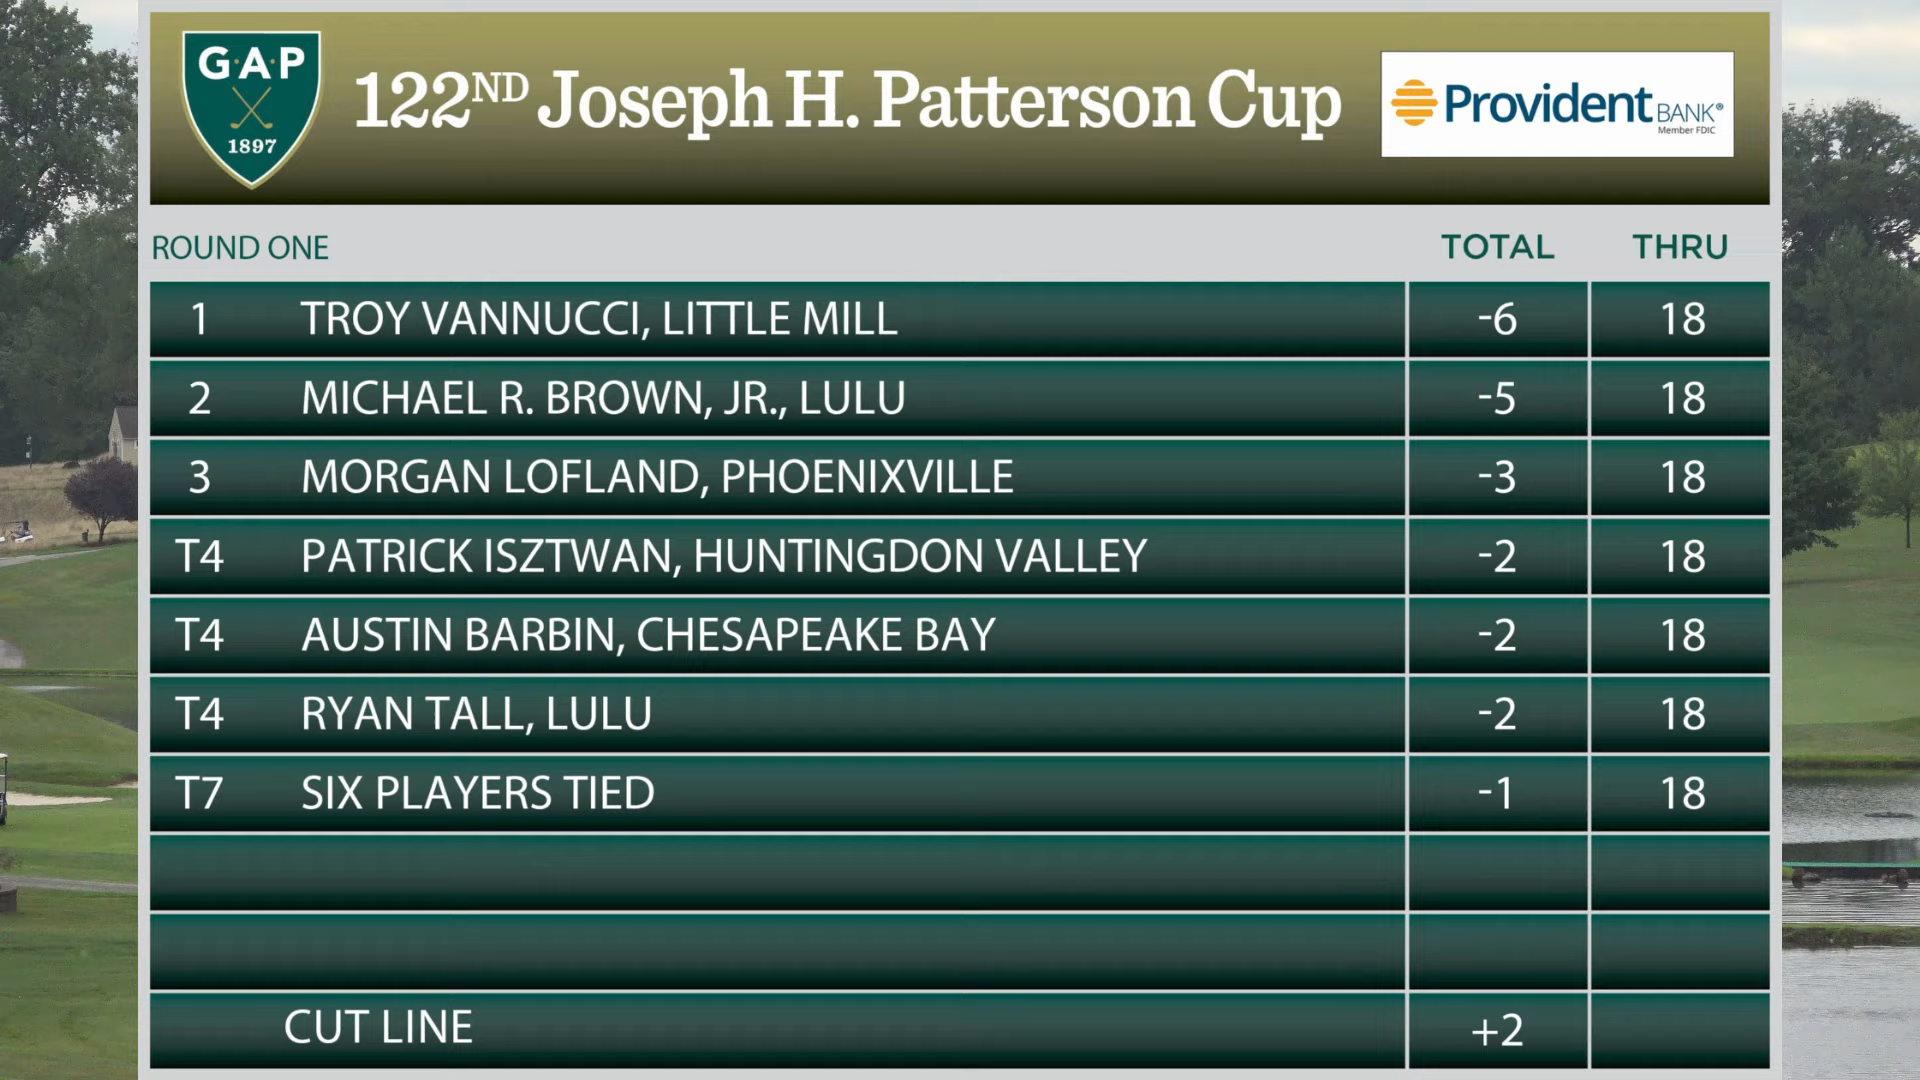 G·A·P
1897
122ND Joseph H. Patterson Cup
Provident BANK®
Member FDIC
ROUND ONE TOTAL THRU
1 TROY VANNUCCI, LITTLE MILL -6 18
2 MICHAEL R. BROWN, JR., LULU -5 18
3 MORGAN LOFLAND, PHOENIXVILLE -3 18
T4 PATRICK ISZTWAN, HUNTINGDON VALLEY -2 18
T4 AUSTIN BARBIN, CHESAPEAKE BAY -2 18
T4 RYAN TALL, LULU -2 18
T7 SIX PLAYERS TIED -1 18
CUT LINE +2